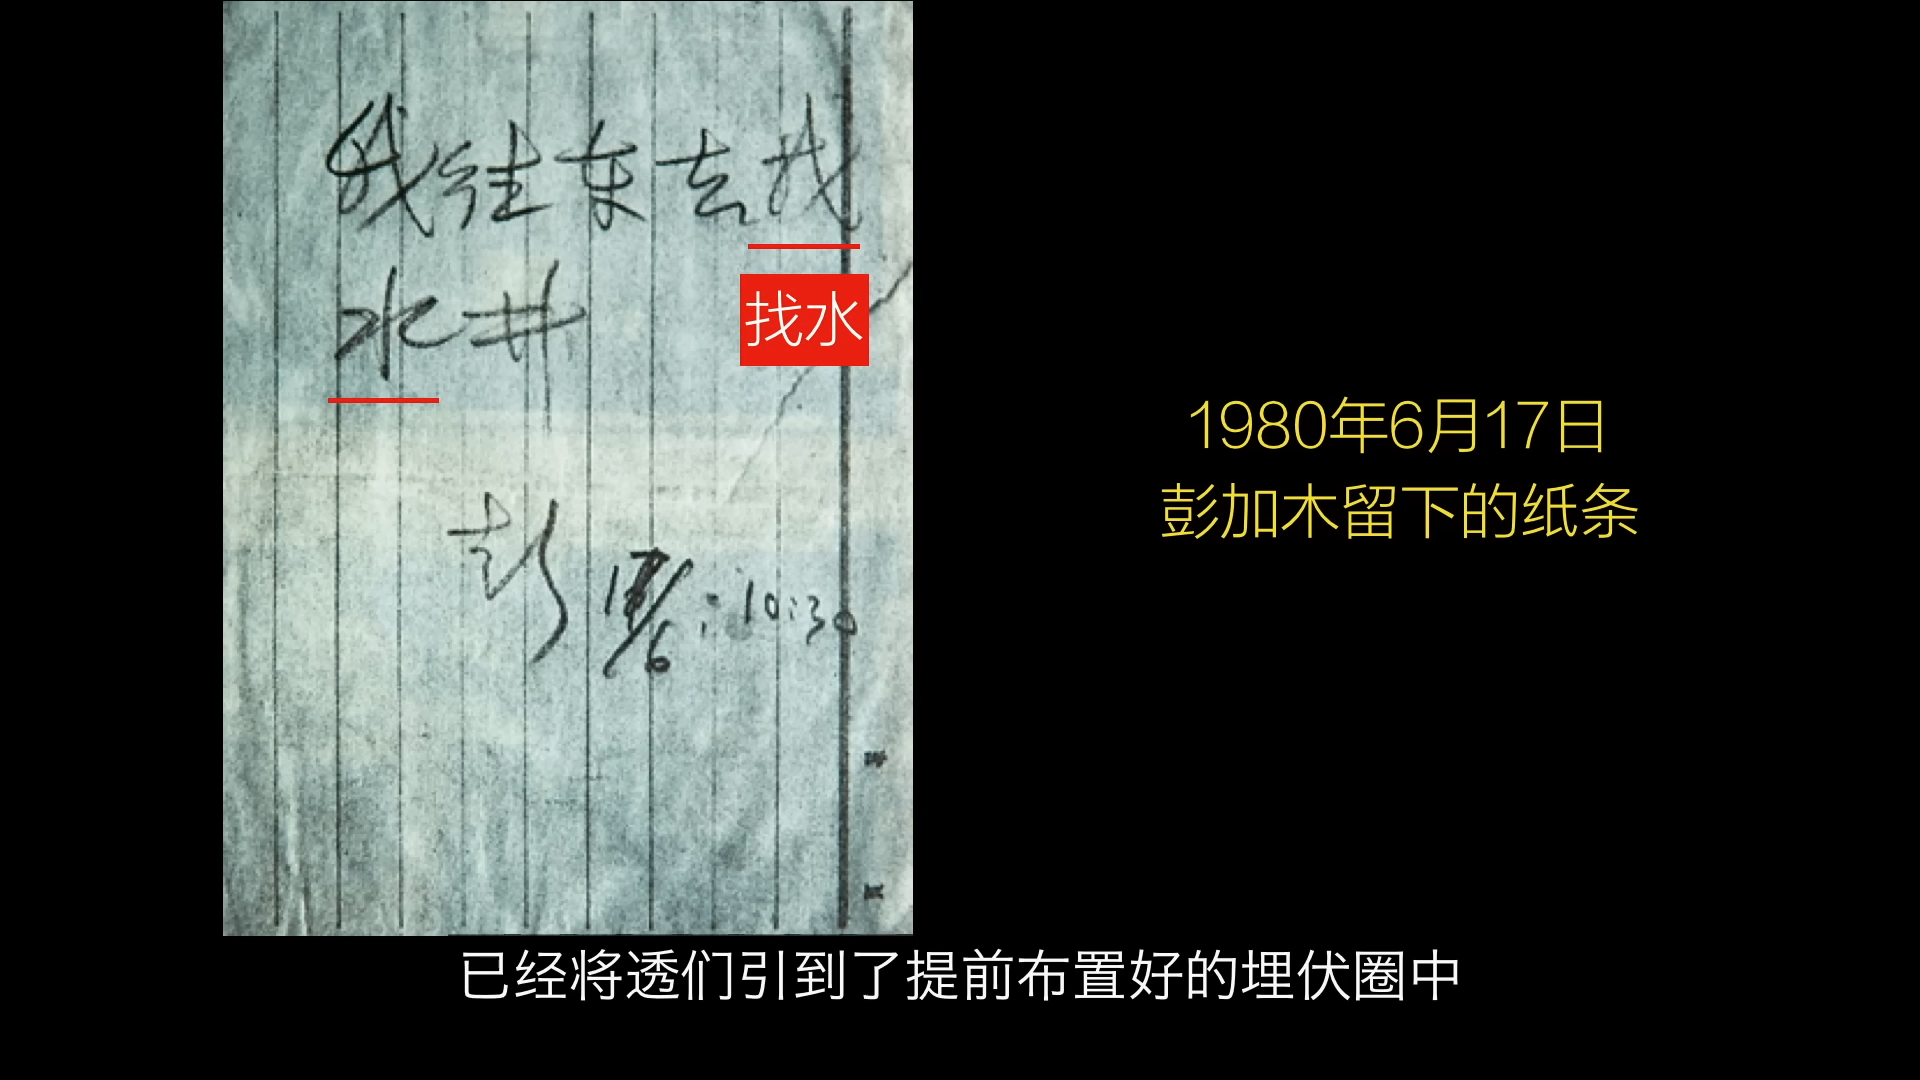 我往东去找
水井
找水
彭
17/6:10:30
1980年6月17日
彭加木留下的纸条
已经将透们引到了提前布置好的埋伏圈中